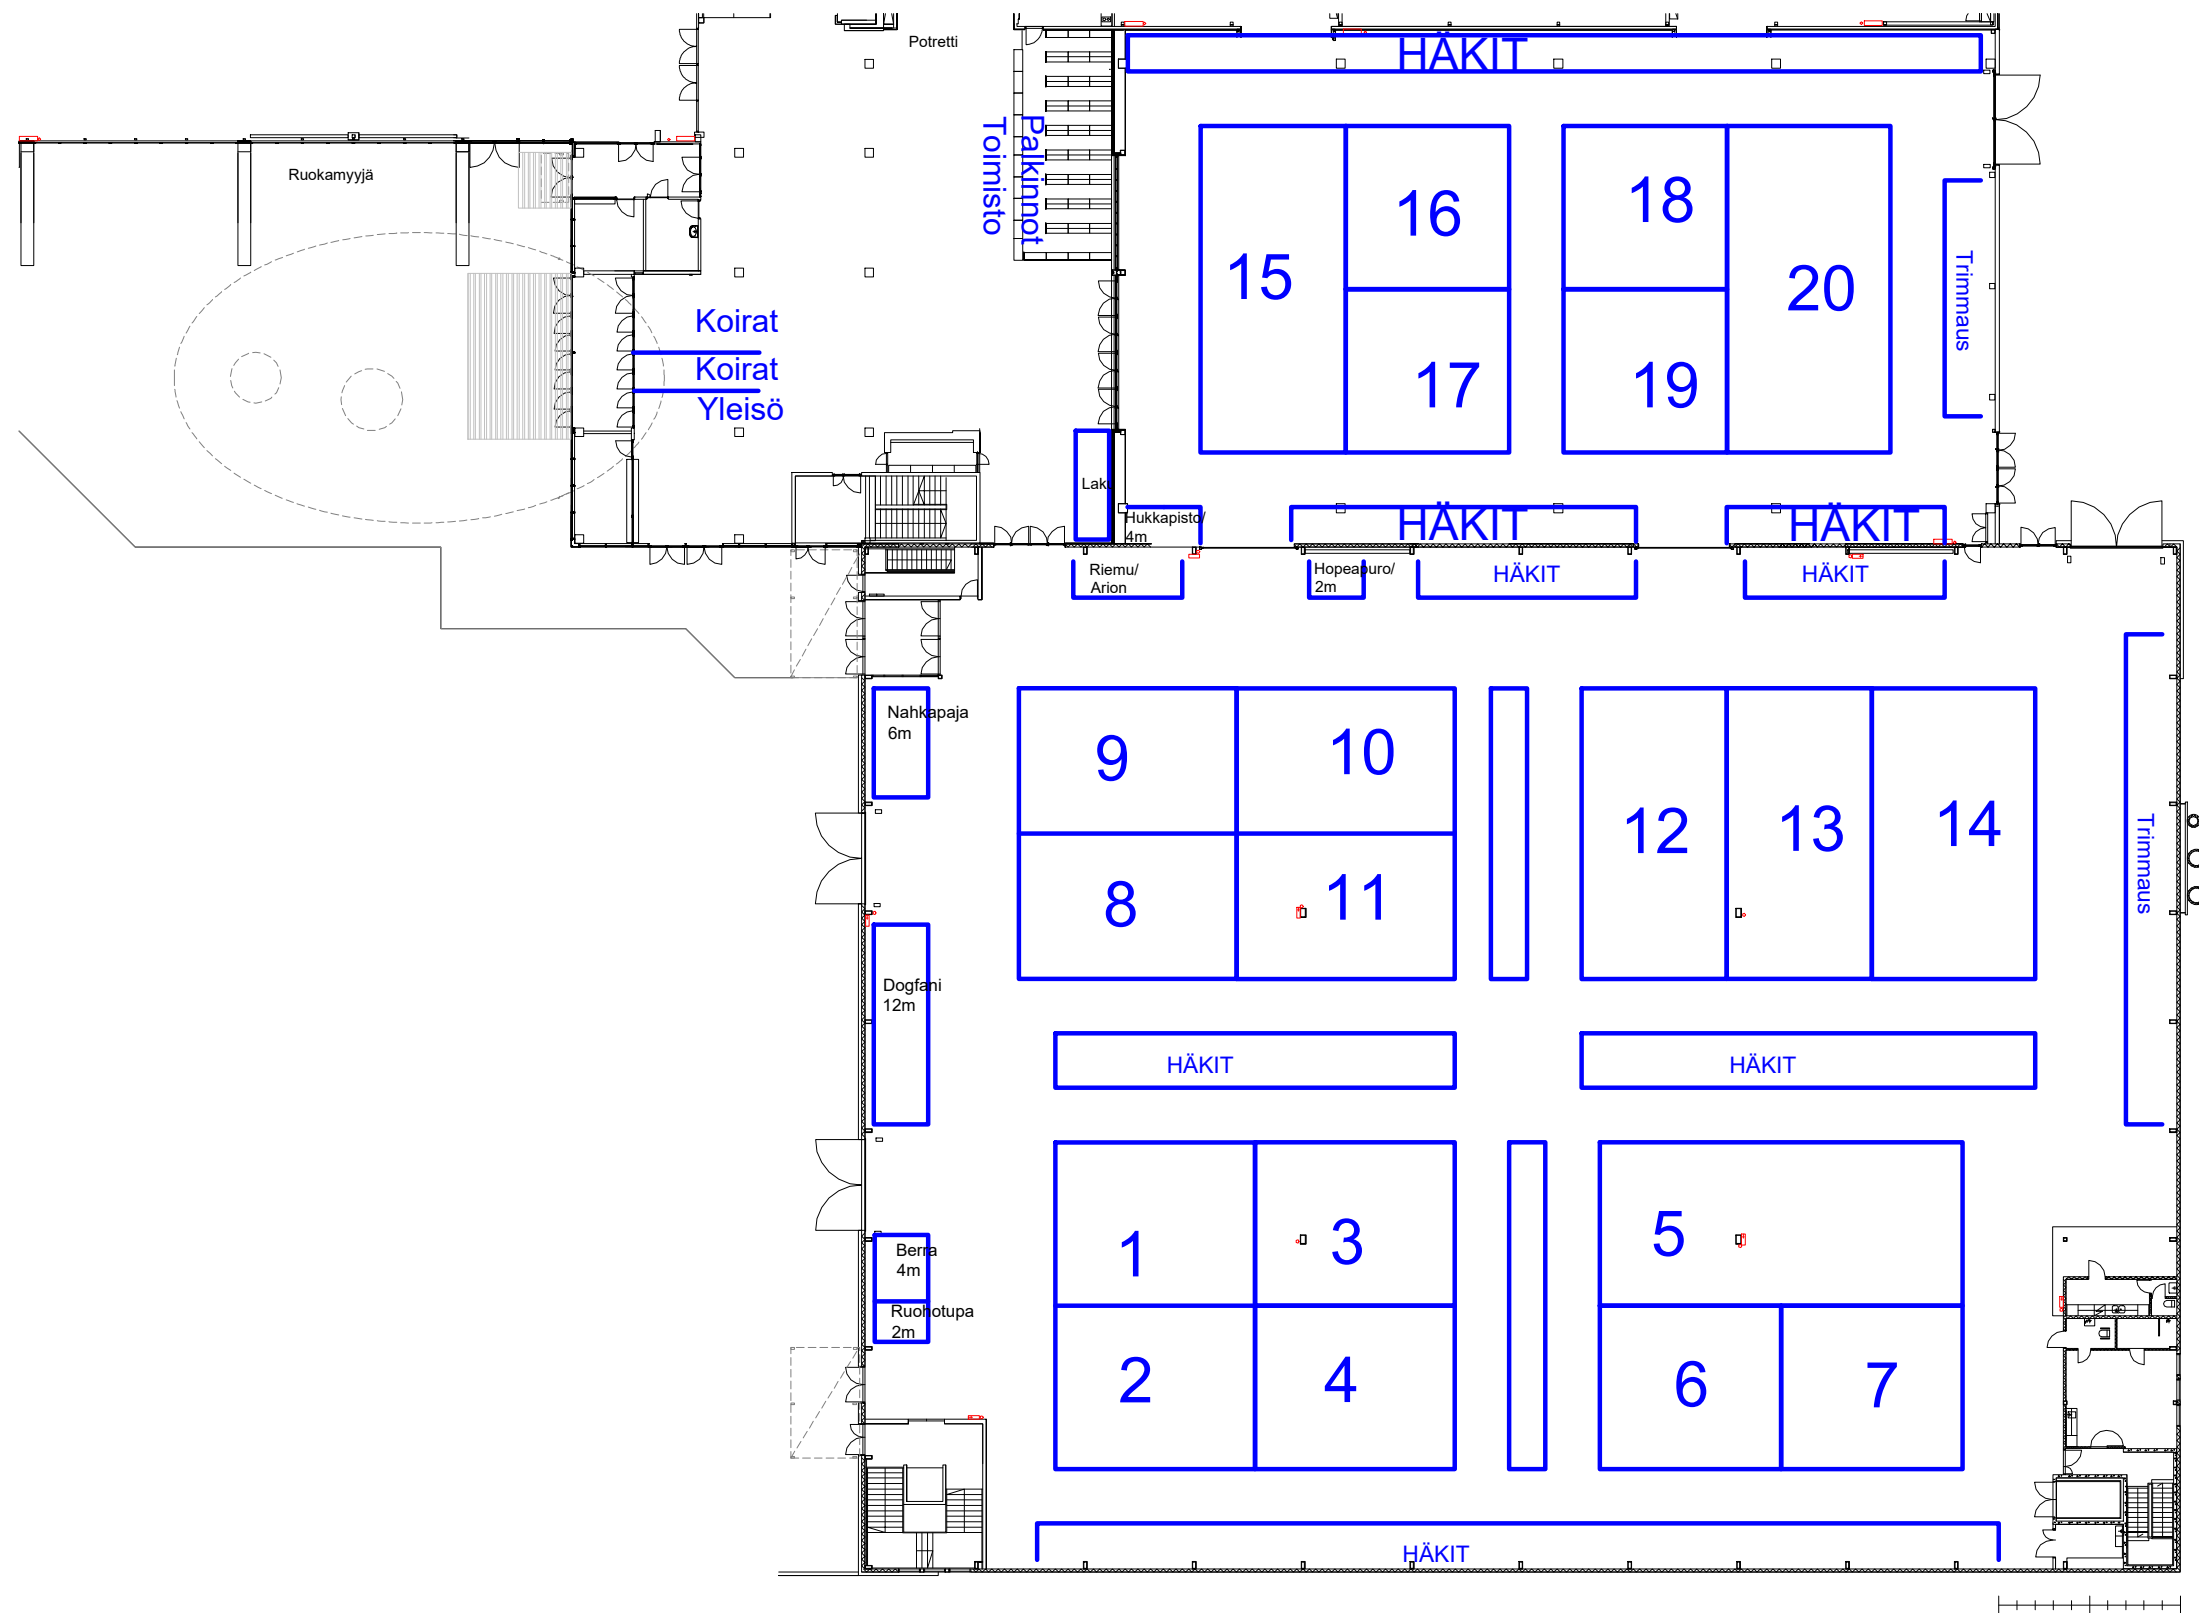 Potretti
HÄKIT
Ruokamyyjä
Palkinnot
Toimisto
15
16
17
18
19
20
Trimmaus
Koirat
Koirat
Yleisö
Laku
Hukkapisto/
4m
HÄKIT
HÄKIT
Riemu/
Arion
Hopeapuro/
2m
HÄKIT
HÄKIT
Nahkapaja
6m
9
10
8
11
12
13
14
Trimmaus
Dogfani
12m
HÄKIT
HÄKIT
Berra
4m
Ruohotupa
2m
1
3
2
4
5
6
7
HÄKIT